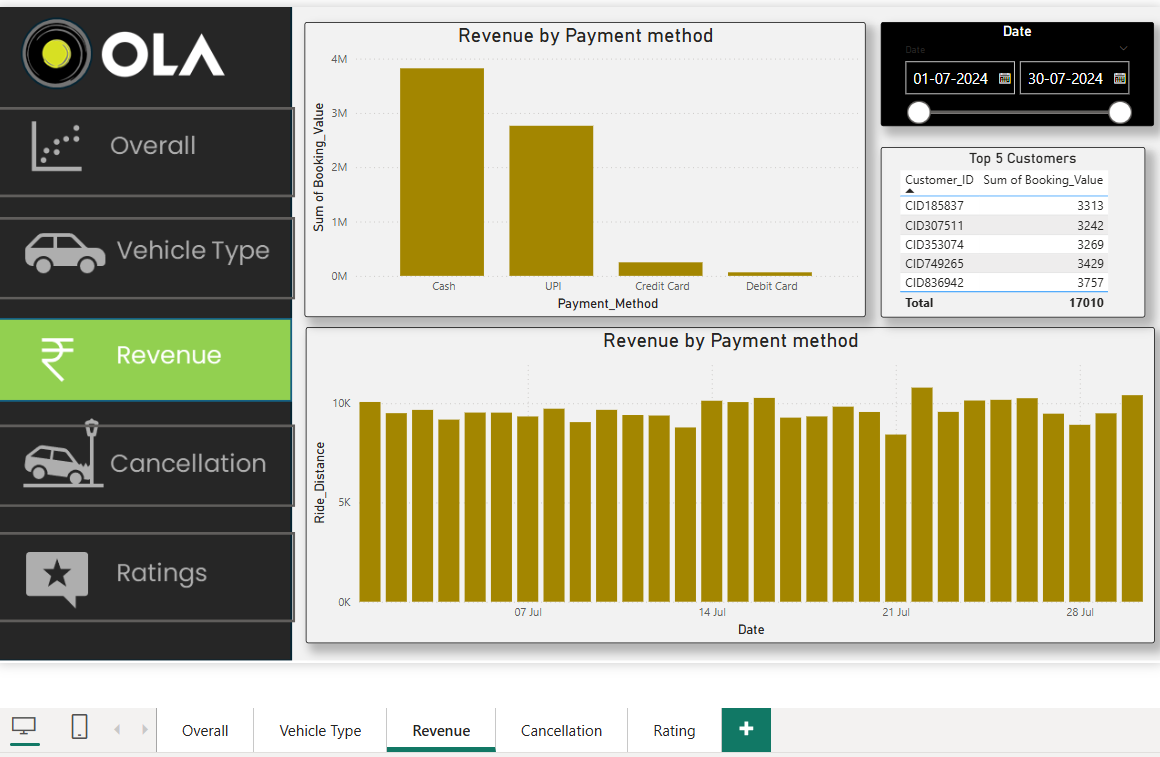 OLA
Overall
Vehicle Type
₹ Revenue
Cancellation
Ratings
Revenue by Payment method
4M
3M
2M
1M
0M
Sum of Booking_Value
Cash UPI Credit Card Debit Card
Payment_Method
Date
Date
01-07-2024 30-07-2024
Top 5 Customers
Customer_ID Sum of Booking_Value
CID185837 3313
CID307511 3242
CID353074 3269
CID749265 3429
CID836942 3757
Total 17010
Revenue by Payment method
10K
5K
0K
Ride_Distance
07 Jul 14 Jul 21 Jul 28 Jul
Date
Overall Vehicle Type Revenue Cancellation Rating +